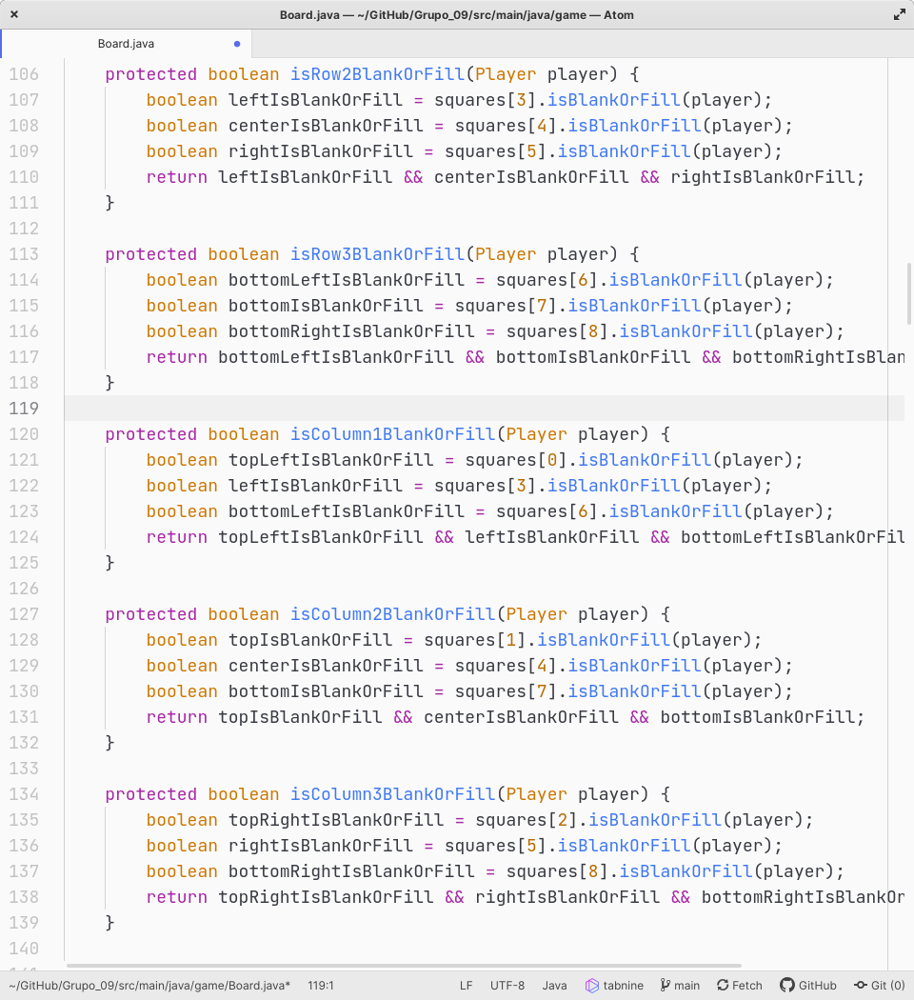 Board.java — ~/GitHub/Grupo_09/src/main/java/game — Atom
Board.java
106 protected boolean isRow2BlankOrFill(Player player) {
107 boolean leftIsBlankOrFill = squares[3].isBlankOrFill(player);
108 boolean centerIsBlankOrFill = squares[4].isBlankOrFill(player);
109 boolean rightIsBlankOrFill = squares[5].isBlankOrFill(player);
110 return leftIsBlankOrFill && centerIsBlankOrFill && rightIsBlankOrFill;
111 }
112
113 protected boolean isRow3BlankOrFill(Player player) {
114 boolean bottomLeftIsBlankOrFill = squares[6].isBlankOrFill(player);
115 boolean bottomIsBlankOrFill = squares[7].isBlankOrFill(player);
116 boolean bottomRightIsBlankOrFill = squares[8].isBlankOrFill(player);
117 return bottomLeftIsBlankOrFill && bottomIsBlankOrFill && bottomRightIsBlan
118 }
119
120 protected boolean isColumn1BlankOrFill(Player player) {
121 boolean topLeftIsBlankOrFill = squares[0].isBlankOrFill(player);
122 boolean leftIsBlankOrFill = squares[3].isBlankOrFill(player);
123 boolean bottomLeftIsBlankOrFill = squares[6].isBlankOrFill(player);
124 return topLeftIsBlankOrFill && leftIsBlankOrFill && bottomLeftIsBlankOrFil
125 }
126
127 protected boolean isColumn2BlankOrFill(Player player) {
128 boolean topIsBlankOrFill = squares[1].isBlankOrFill(player);
129 boolean centerIsBlankOrFill = squares[4].isBlankOrFill(player);
130 boolean bottomIsBlankOrFill = squares[7].isBlankOrFill(player);
131 return topIsBlankOrFill && centerIsBlankOrFill && bottomIsBlankOrFill;
132 }
133
134 protected boolean isColumn3BlankOrFill(Player player) {
135 boolean topRightIsBlankOrFill = squares[2].isBlankOrFill(player);
136 boolean rightIsBlankOrFill = squares[5].isBlankOrFill(player);
137 boolean bottomRightIsBlankOrFill = squares[8].isBlankOrFill(player);
138 return topRightIsBlankOrFill && rightIsBlankOrFill && bottomRightIsBlankOr
139 }
140
~/GitHub/Grupo_09/src/main/java/game/Board.java* 119:1 LF UTF-8 Java tabnine main Fetch GitHub Git (0)